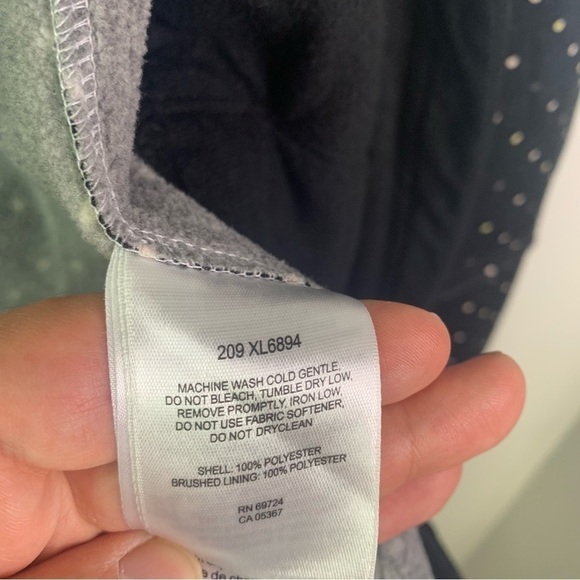 209 XL6894
MACHINE WASH COLD GENTLE,
DO NOT BLEACH, TUMBLE DRY LOW,
REMOVE PROMPTLY, IRON LOW,
DO NOT USE FABRIC SOFTENER,
DO NOT DRYCLEAN
SHELL: 100% POLYESTER
BRUSHED LINING: 100% POLYESTER
RN 69724
CA 05367
de